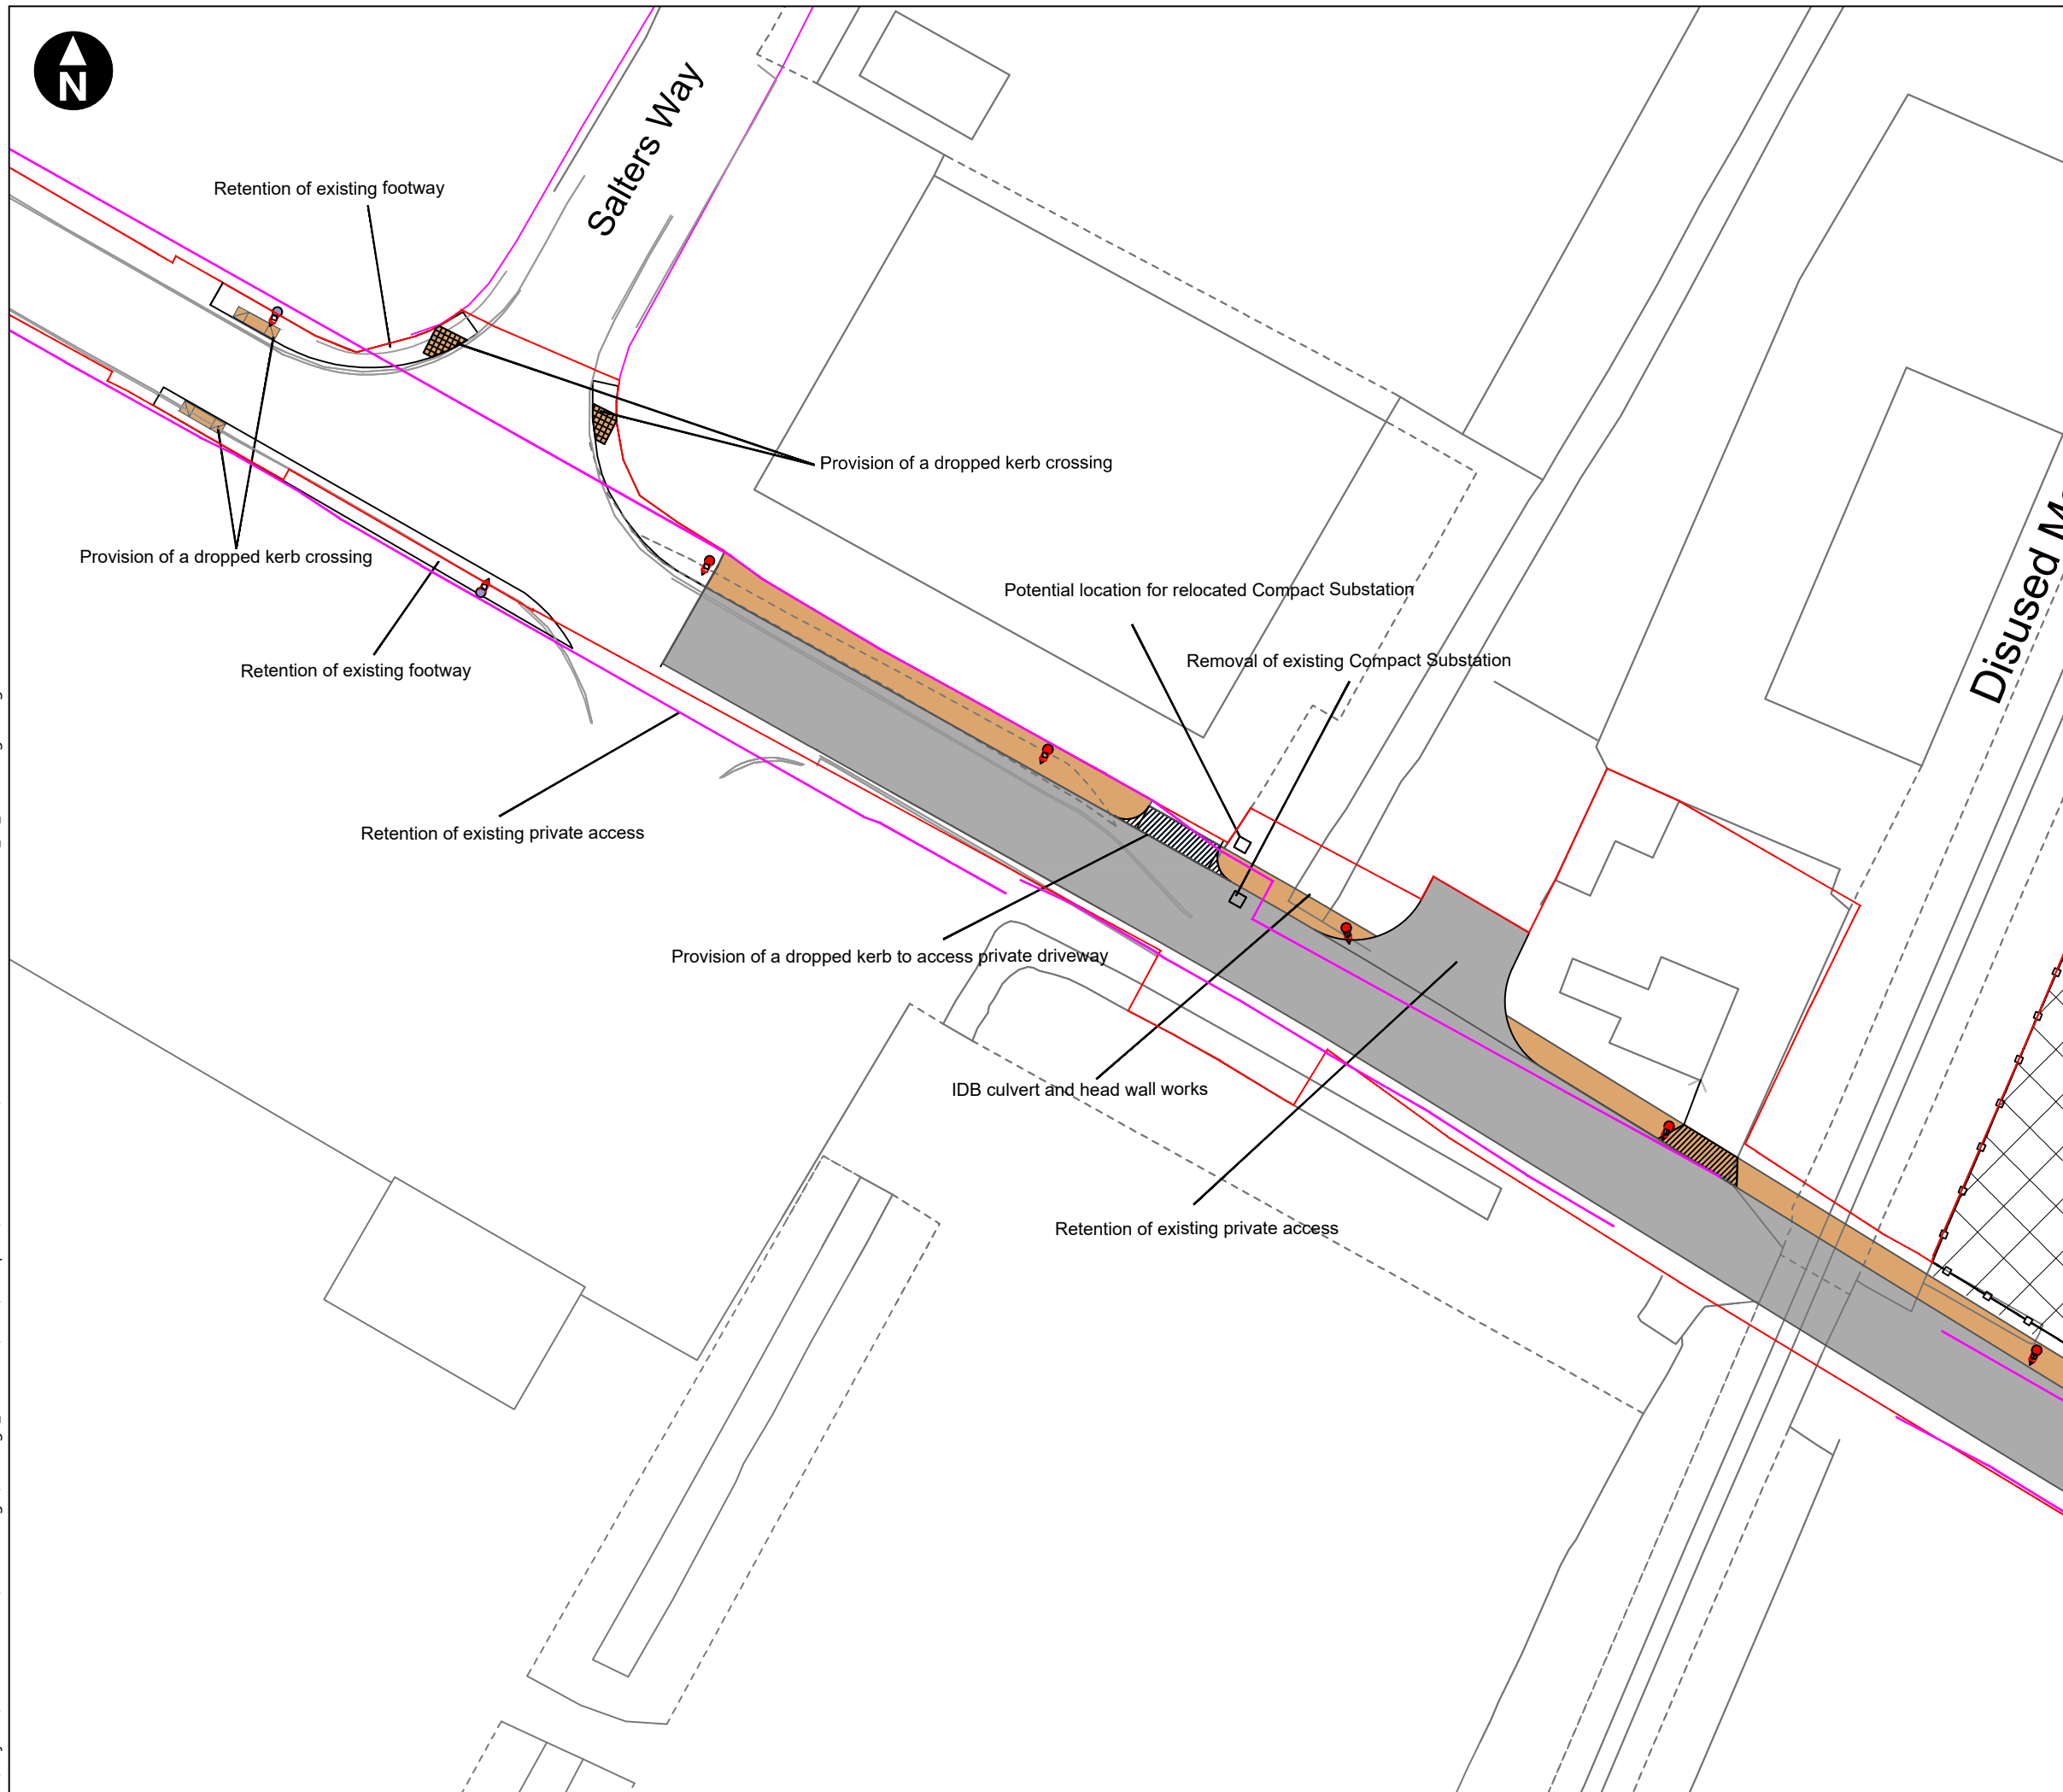 N
Salters Way
Retention of existing footway
Provision of a dropped kerb crossing
Provision of a dropped kerb crossing
Potential location for relocated Compact Substation
Removal of existing Compact Substation
Retention of existing footway
Disused
Retention of existing private access
Provision of a dropped kerb to access private driveway
IDB culvert and head wall works
Retention of existing private access